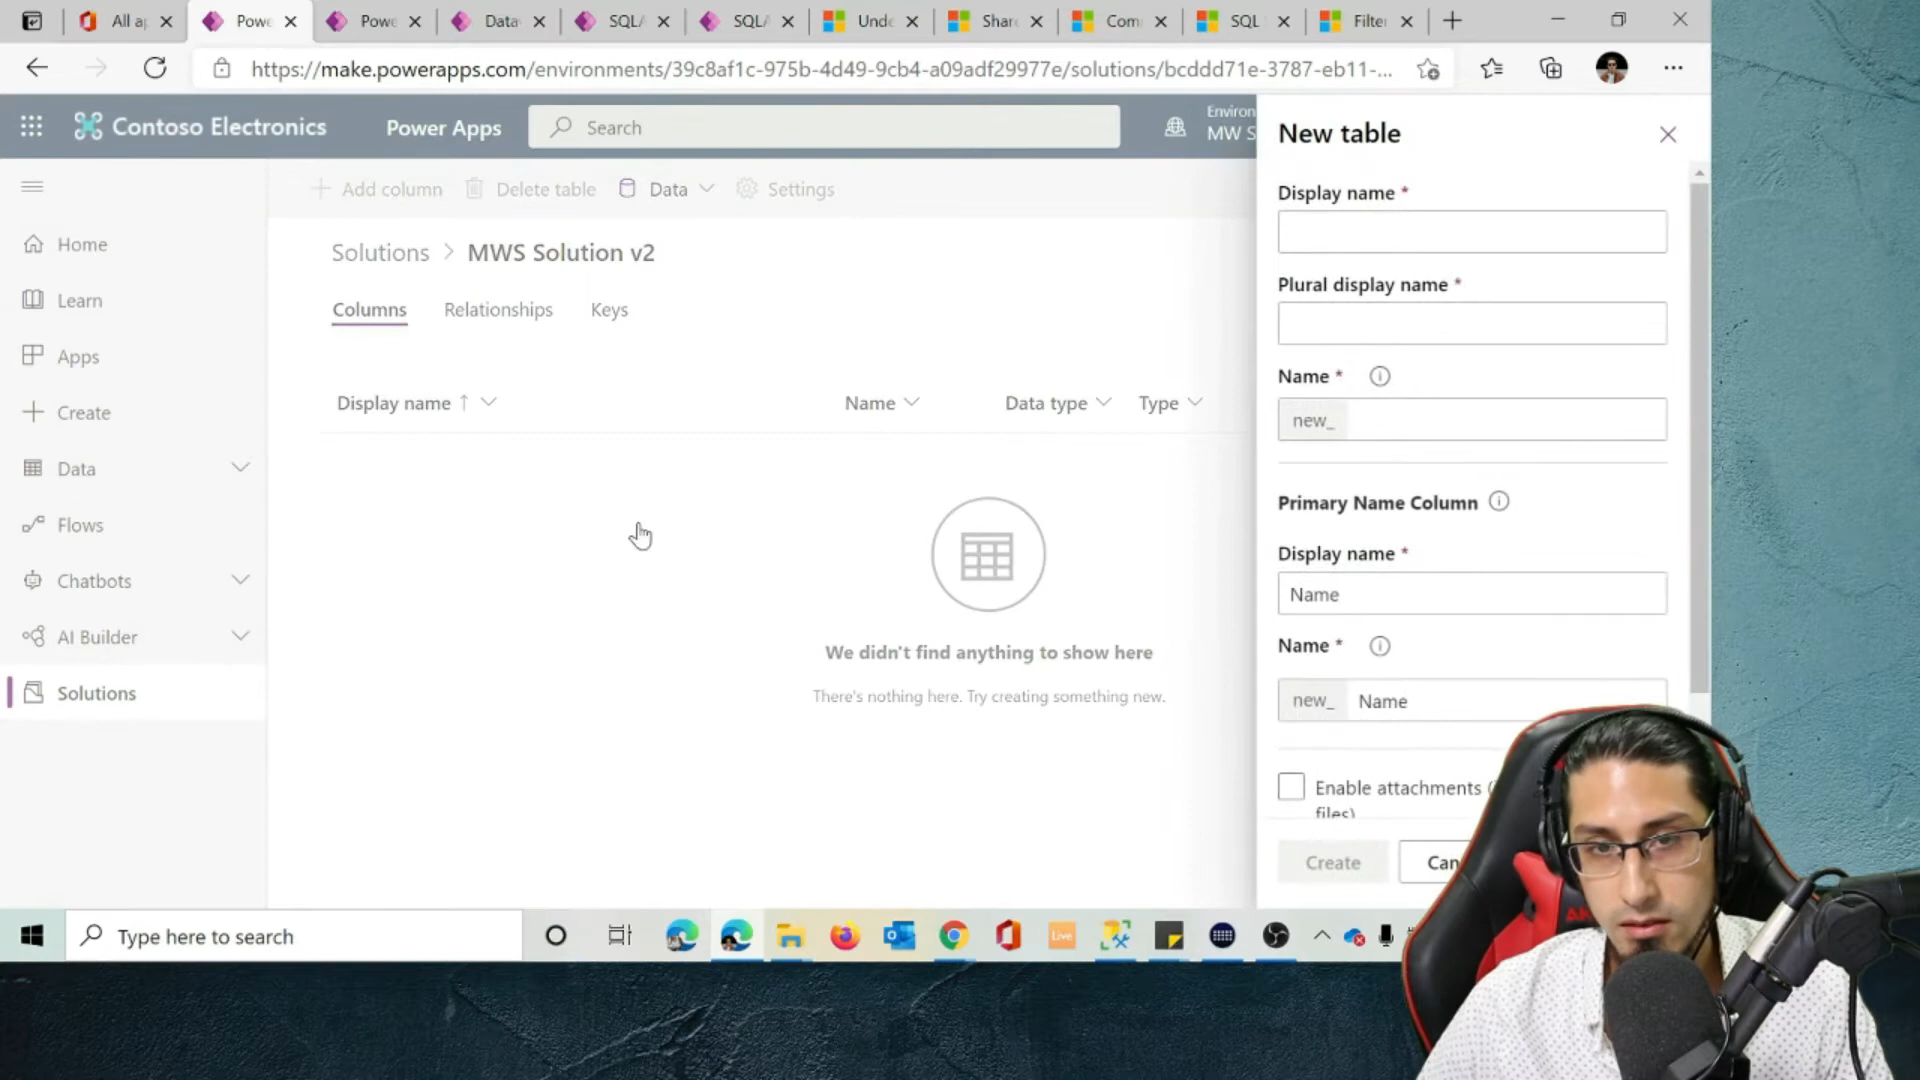 All ap
Powe
Powe
Data
SQL/
SQL/
Unde
Shar
Com
SQL
Filter
https://make.powerapps.com/environments/39c8af1c-975b-4d49-9cb4-a09adf29977e/solutions/bcddd71e-3787-eb11-...
Contoso Electronics
Power Apps
Search
Environ
MW S
New table
Add column
Delete table
Data
Settings
Display name *
Home
Solutions > MWS Solution v2
Plural display name *
Learn
Columns
Relationships
Keys
Apps
Name *
Display name
Name
Data type
Type
Create
new_
Data
Primary Name Column
Flows
Display name *
Chatbots
Name
AI Builder
We didn't find anything to show here
Name *
Solutions
There's nothing here. Try creating something new.
new_
Name
Enable attachments (
files)
Create
Can
Type here to search
Live